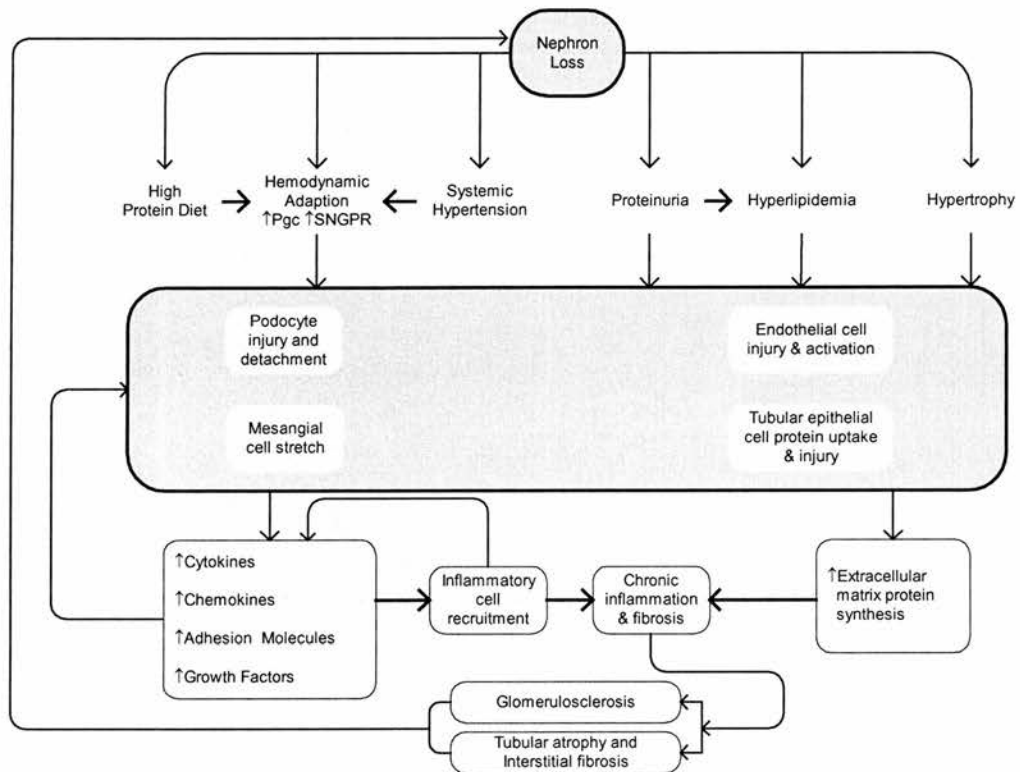 Nephron
Loss
High
Protein Diet
Hemodynamic
Adaption
↑Pgc ↑SNGPR
Systemic
Hypertension
Proteinuria
Hyperlipidemia
Hypertrophy
Podocyte
injury and
detachment
Endothelial cell
injury & activation
Mesangial
cell stretch
Tubular epithelial
cell protein uptake
& injury
↑Cytokines
↑Chemokines
↑Adhesion Molecules
↑Growth Factors
Inflammatory
cell
recruitment
Chronic
inflammation
& fibrosis
↑Extracellular
matrix protein
synthesis
Glomerulosclerosis
Tubular atrophy and
Interstitial fibrosis